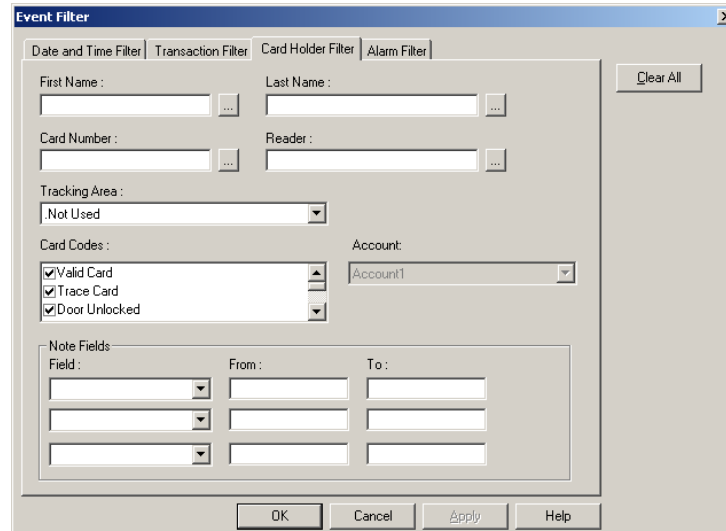 Event Filter
Date and Time Filter Transaction Filter Card Holder Filter Alarm Filter
Clear All
First Name : Last Name :
... ...
Card Number : Reader :
... ...
Tracking Area :
.Not Used
Card Codes : Account:
Valid Card Account1
Trace Card
Door Unlocked
Note Fields
Field : From : To :
OK Cancel Apply Help